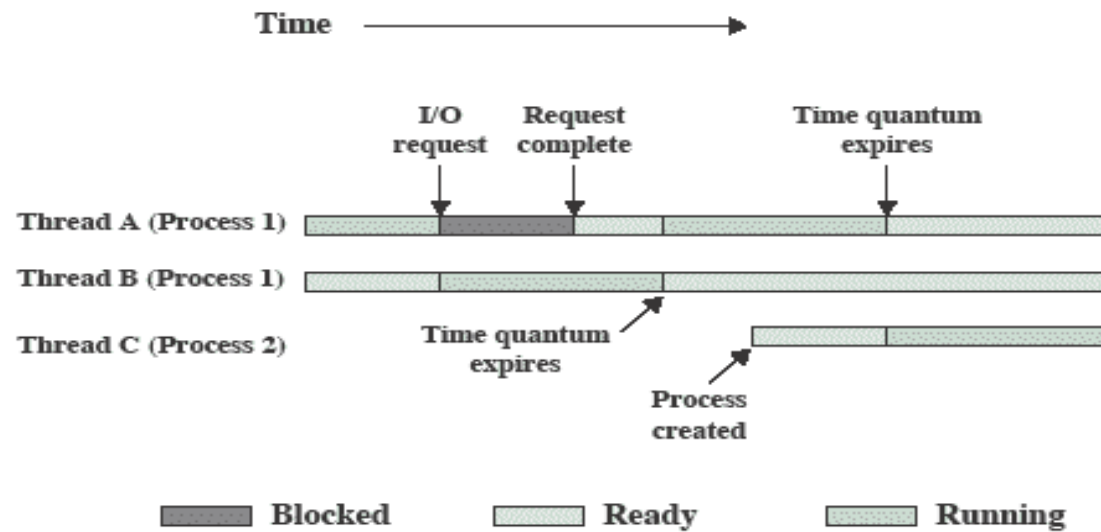 Time
I/O
request
Request
complete
Time quantum
expires
Thread A (Process 1)
Thread B (Process 1)
Thread C (Process 2)
Time quantum
expires
Process
created
Blocked
Ready
Running